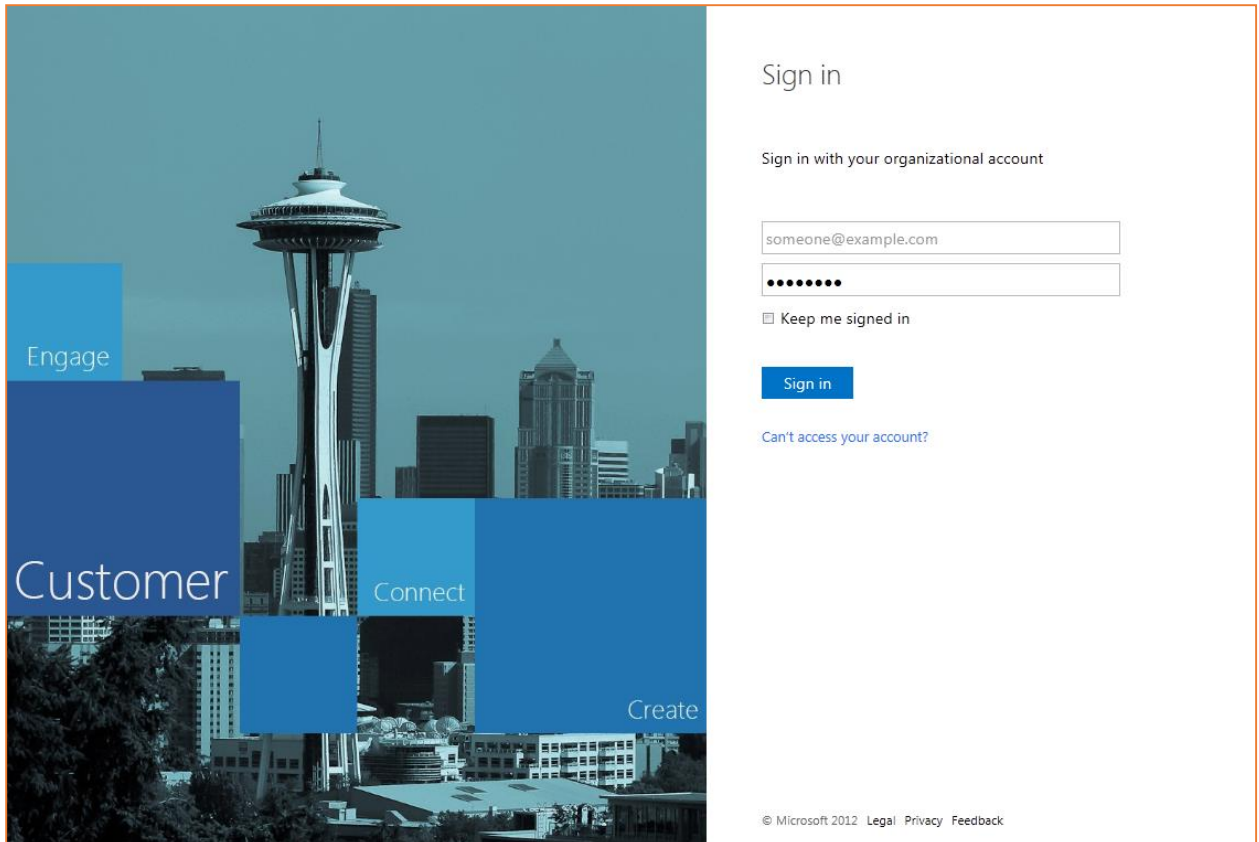 Engage
Customer
Connect
Create
Sign in
Sign in with your organizational account
someone@example.com
••••••••
Keep me signed in
Sign in
Can't access your account?
© Microsoft 2012 Legal Privacy Feedback